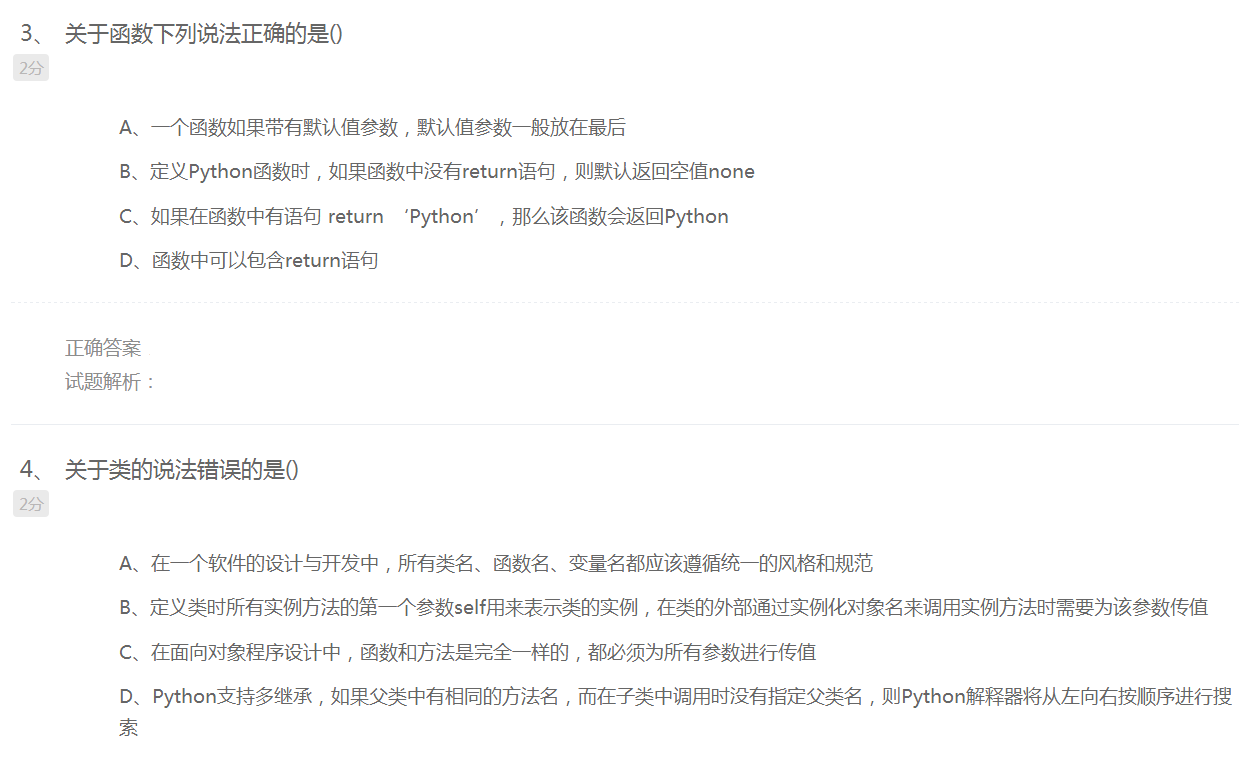 3、 关于函数下列说法正确的是()
2分
A、一个函数如果带有默认值参数，默认值参数一般放在最后
B、定义Python函数时，如果函数中没有return语句，则默认返回空值none
C、如果在函数中有语句 return ‘Python’ ，那么该函数会返回Python
D、函数中可以包含return语句
正确答案
试题解析：
4、 关于类的说法错误的是()
2分
A、在一个软件的设计与开发中，所有类名、函数名、变量名都应该遵循统一的风格和规范
B、定义类时所有实例方法的第一个参数self用来表示类的实例，在类的外部通过实例化对象名来调用实例方法时需要为该参数传值
C、在面向对象程序设计中，函数和方法是完全一样的，都必须为所有参数进行传值
D、Python支持多继承，如果父类中有相同的方法名，而在子类中调用时没有指定父类名，则Python解释器将从左向右按顺序进行搜
索